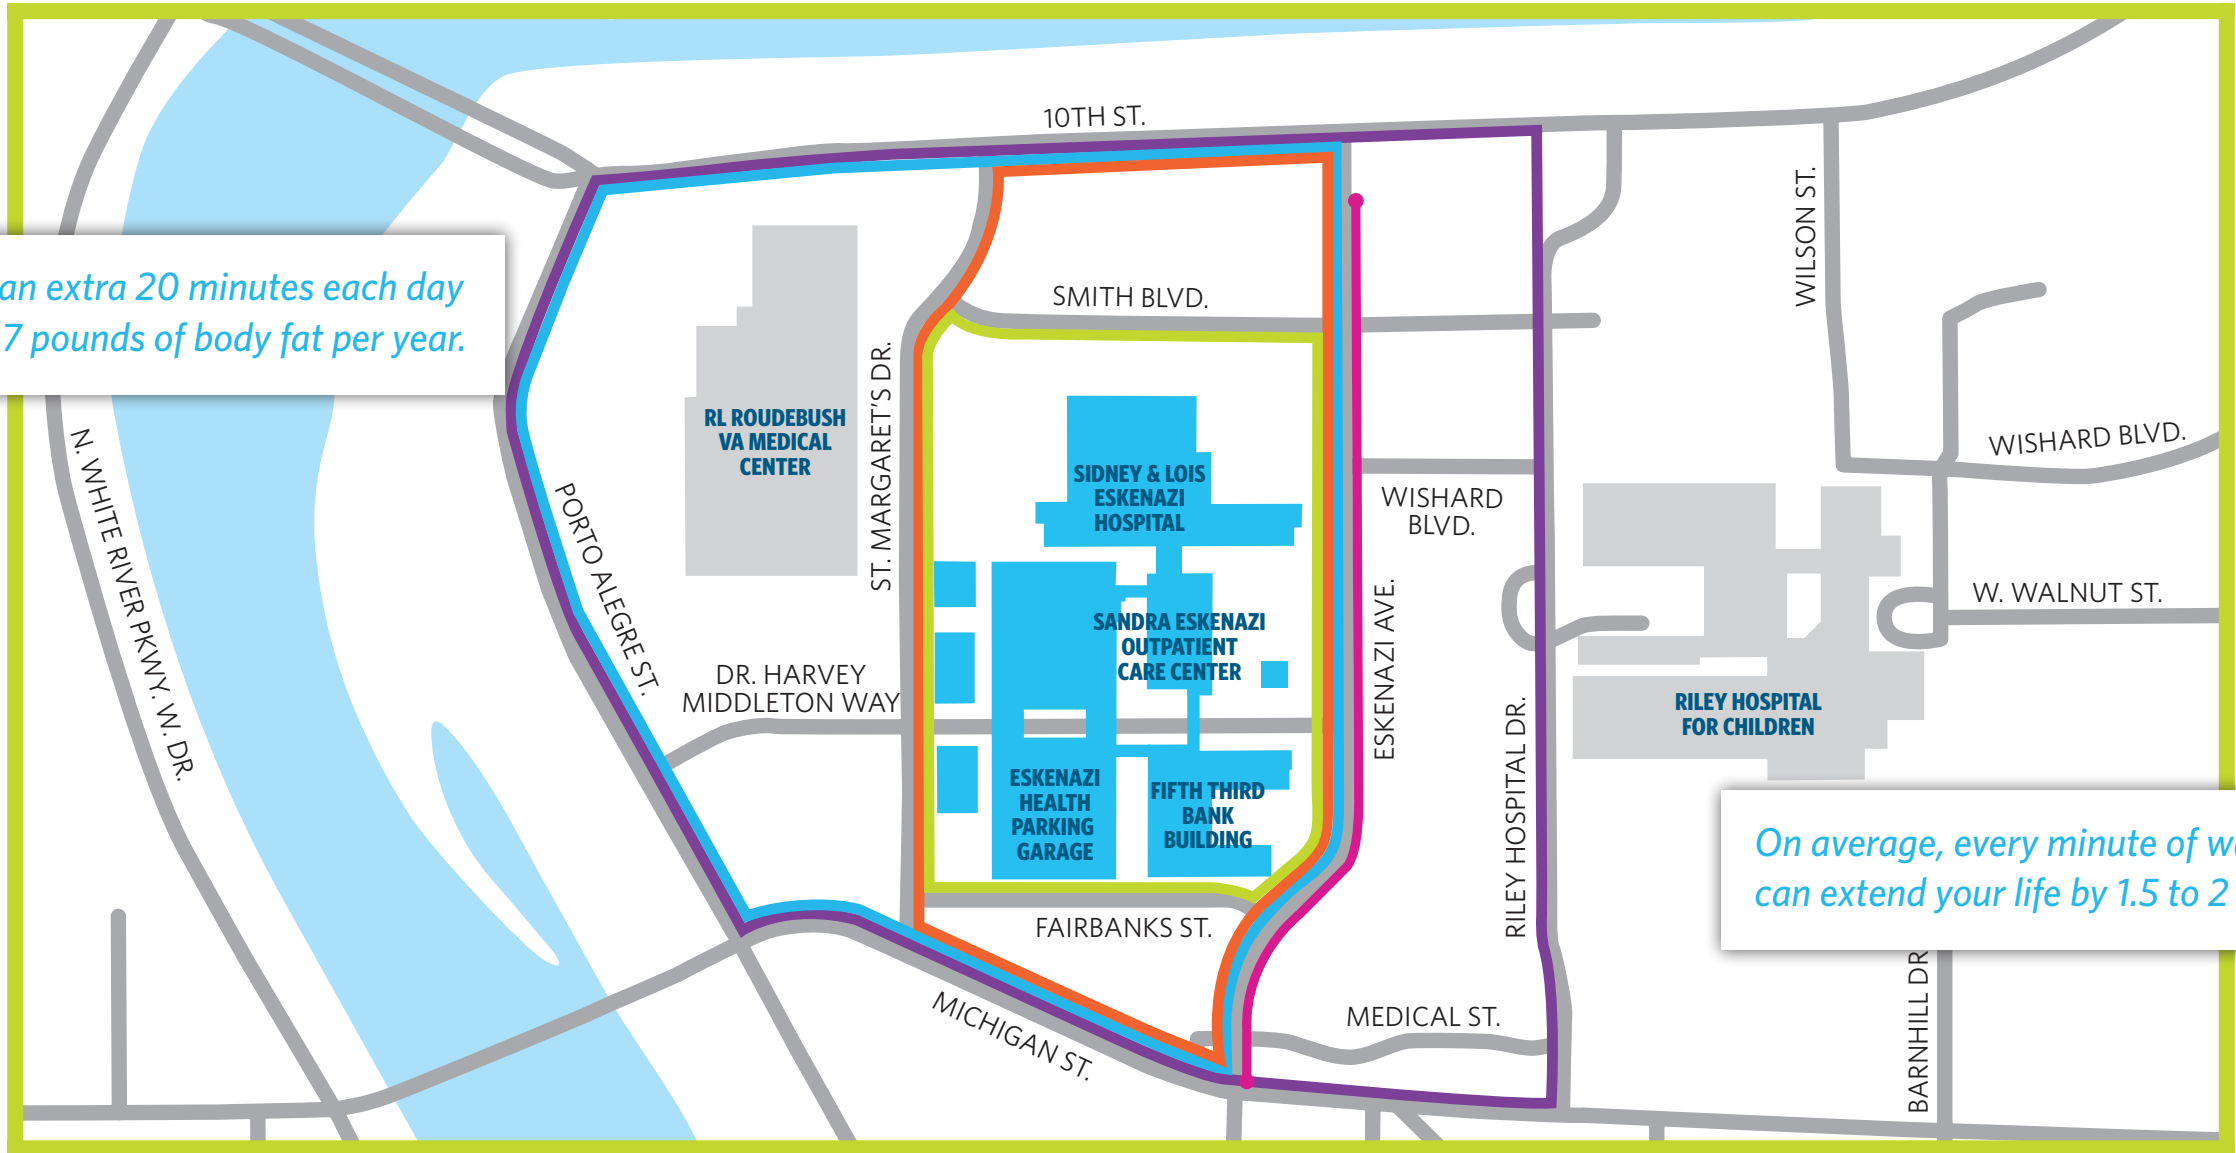 10TH ST.
WILSON ST.
an extra 20 minutes each day
7 pounds of body fat per year.
SMITH BLVD.
ST. MARGARET'S DR.
RL ROUDEBUSH
VA MEDICAL
CENTER
N. WHITE RIVER PKWY. W. DR.
PORTO ALEGRE ST.
SIDNEY & LOIS
ESKENAZI
HOSPITAL
WISHARD
BLVD.
WISHARD BLVD.
W. WALNUT ST.
SANDRA ESKENAZI
OUTPATIENT
CARE CENTER
ESKENAZI AVE.
DR. HARVEY
MIDDLETON WAY
RILEY HOSPITAL DR.
RILEY HOSPITAL
FOR CHILDREN
ESKENAZI
HEALTH
PARKING
GARAGE
FIFTH THIRD
BANK
BUILDING
On average, every minute of
can extend your life by 1.5 to 2
FAIRBANKS ST.
MICHIGAN ST.
MEDICAL ST.
BARNHILL DR